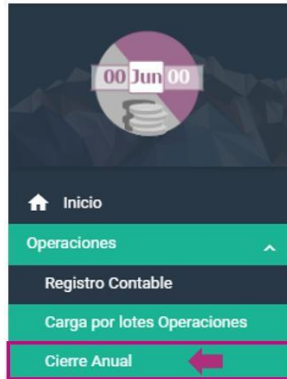 00 Jun 00
Inicio
Operaciones
Registro Contable
Carga por lotes Operaciones
Cierre Anual